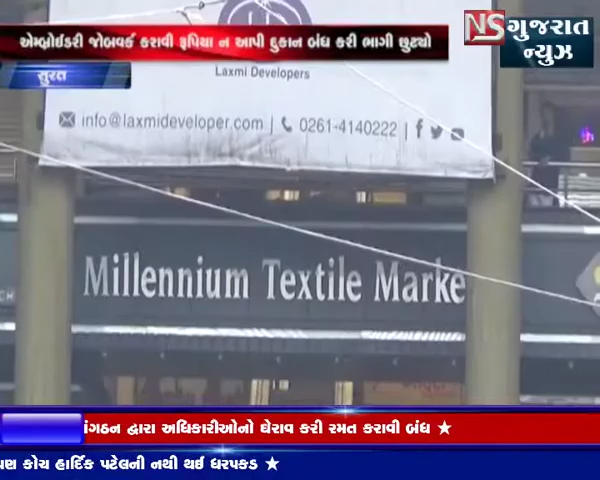 એમ્બ્રોઈડરી જોબવર્ક કરાવી રૂપિયા ન આપી દુકાન બંધ કરી ભાગી છુટ્યો
સુરત
NS ગુજરાત
ન્યુઝ
Laxmi Developers
info@laxmideveloper.com | 0261-4140222 |
Millennium Textile Marke
ંગઠન દ્વારા અધિકારીઓનો ઘેરાવ કરી રમત કરાવી બંધ ★
પણ કોચ હાર્દિક પટેલની નથી થઈ ધરપકડ ★